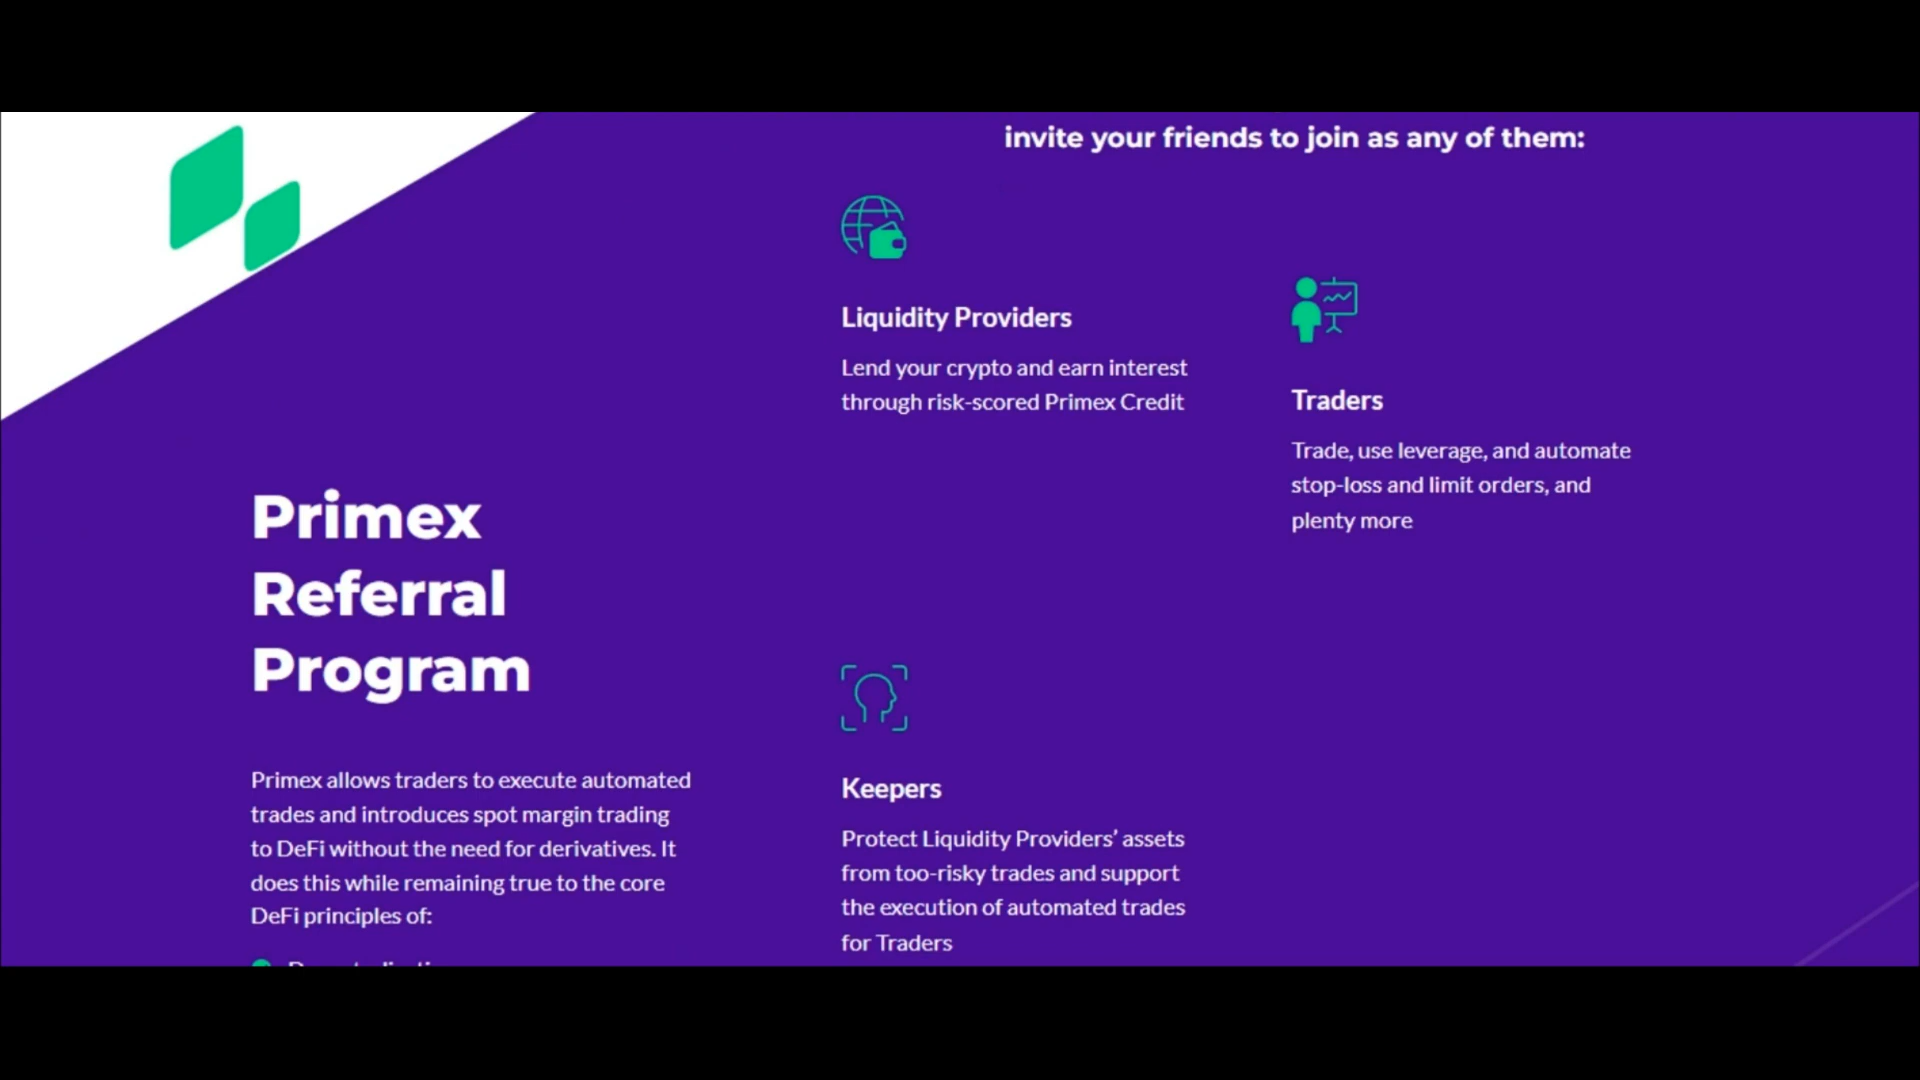 invite your friends to join as any of them:
Liquidity Providers
Lend your crypto and earn interest
through risk-scored Primex Credit
Traders
Trade, use leverage, and automate
stop-loss and limit orders, and
plenty more
Primex
Referral
Program
Primex allows traders to execute automated
trades and introduces spot margin trading
to DeFi without the need for derivatives. It
does this while remaining true to the core
DeFi principles of:
Keepers
Protect Liquidity Providers’ assets
from too-risky trades and support
the execution of automated trades
for Traders